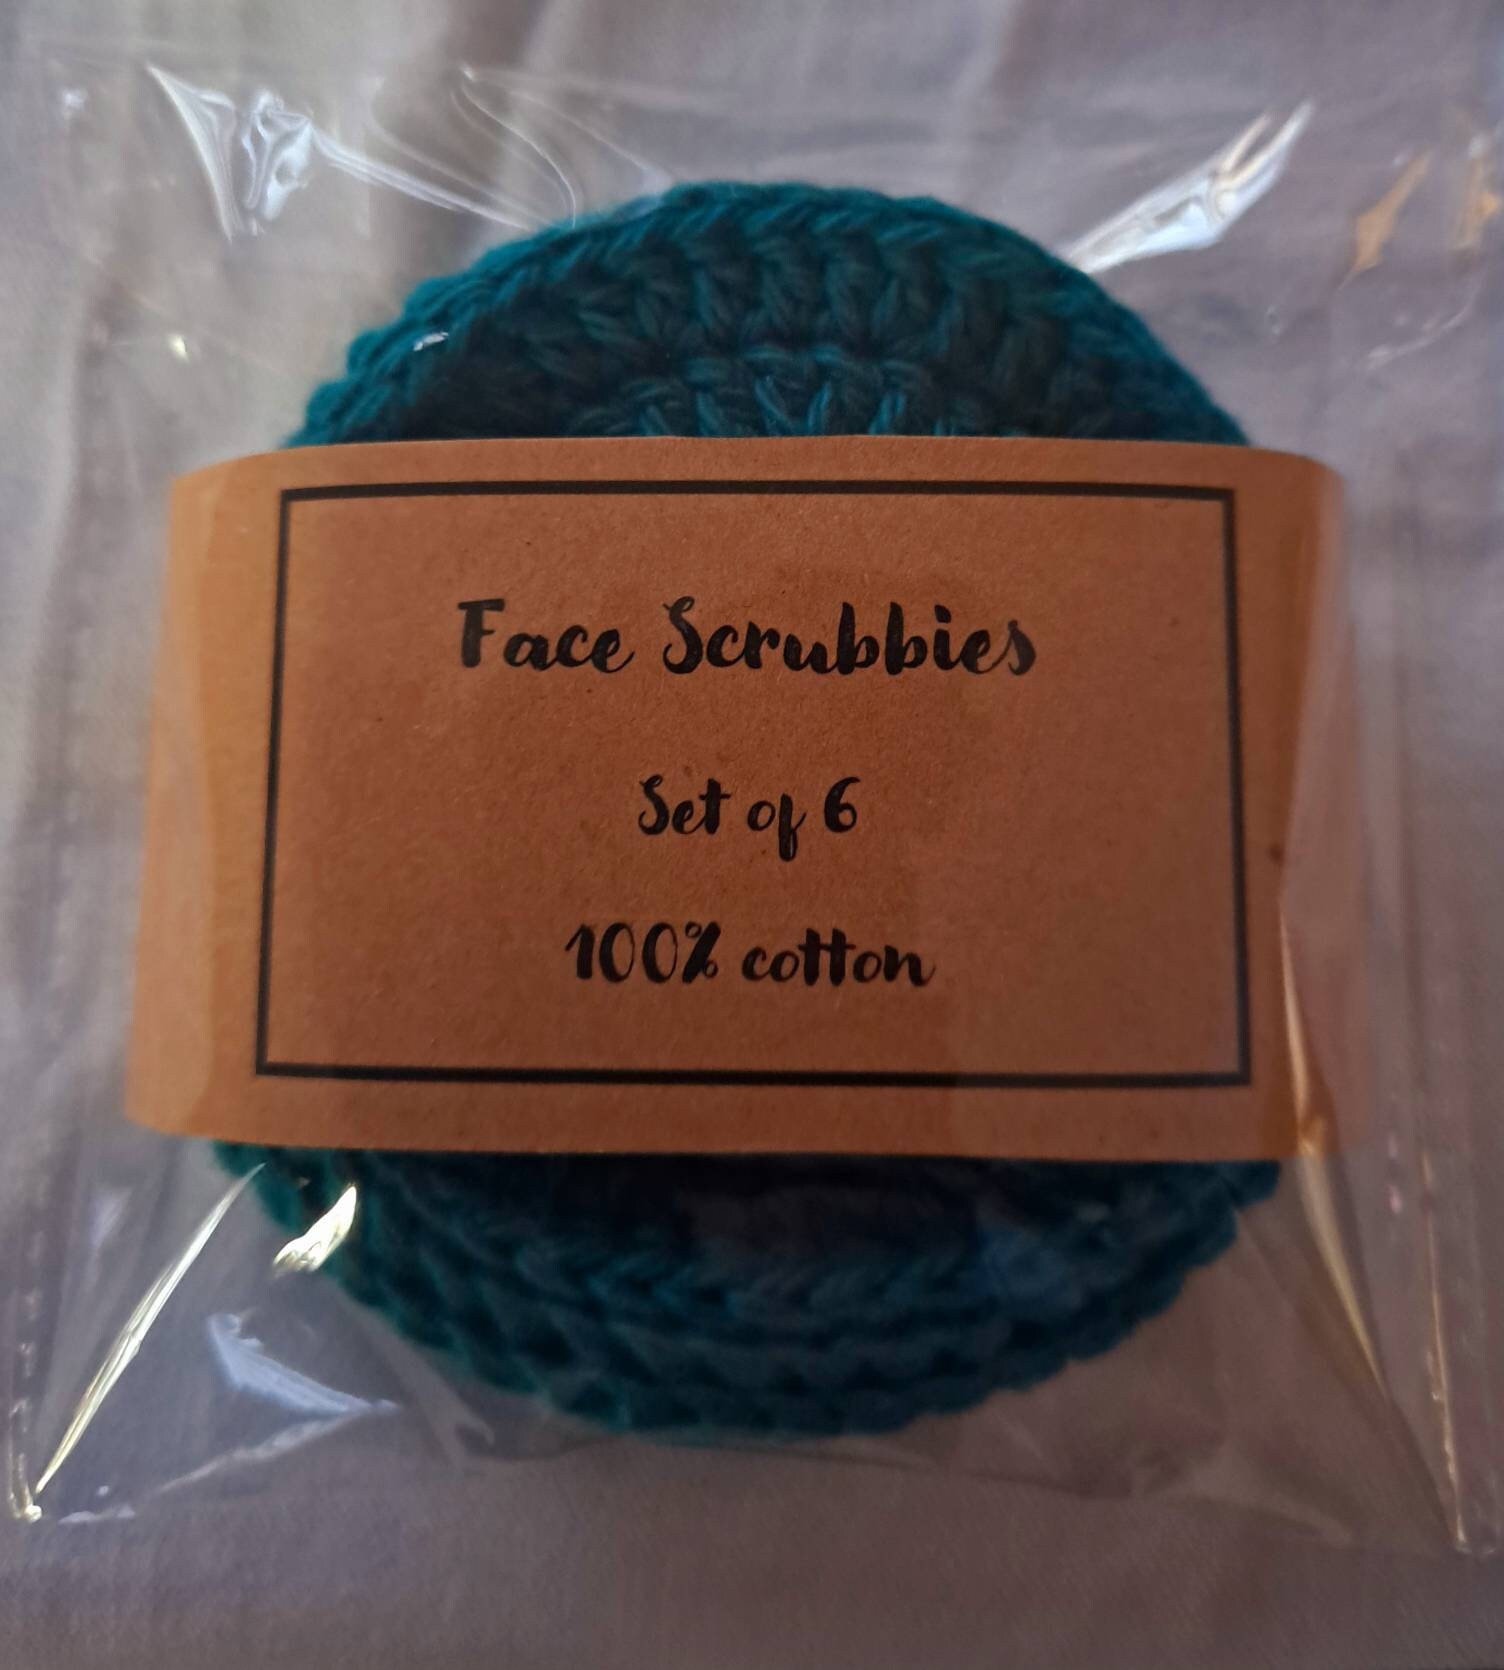 Face Scrubbies
Set of 6
100% cotton